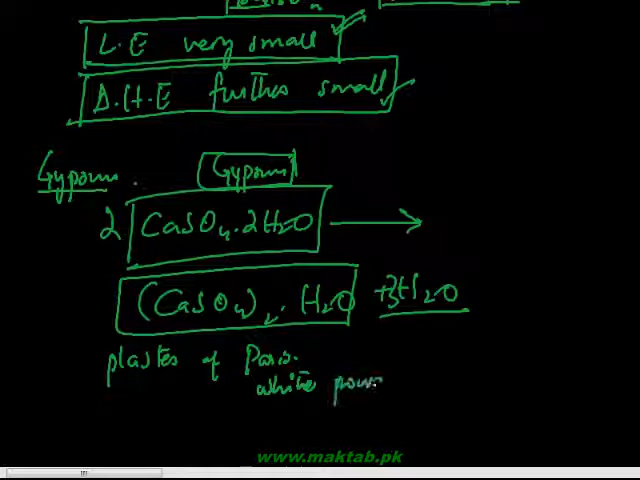 L.E very small
Δ.H.E further small
Gypsum. Gypsum
2 CaSO4.2H2O →
(CaSO4)2. H2O +3H2O
plaster of Paris.
white pow
www.maktab.pk